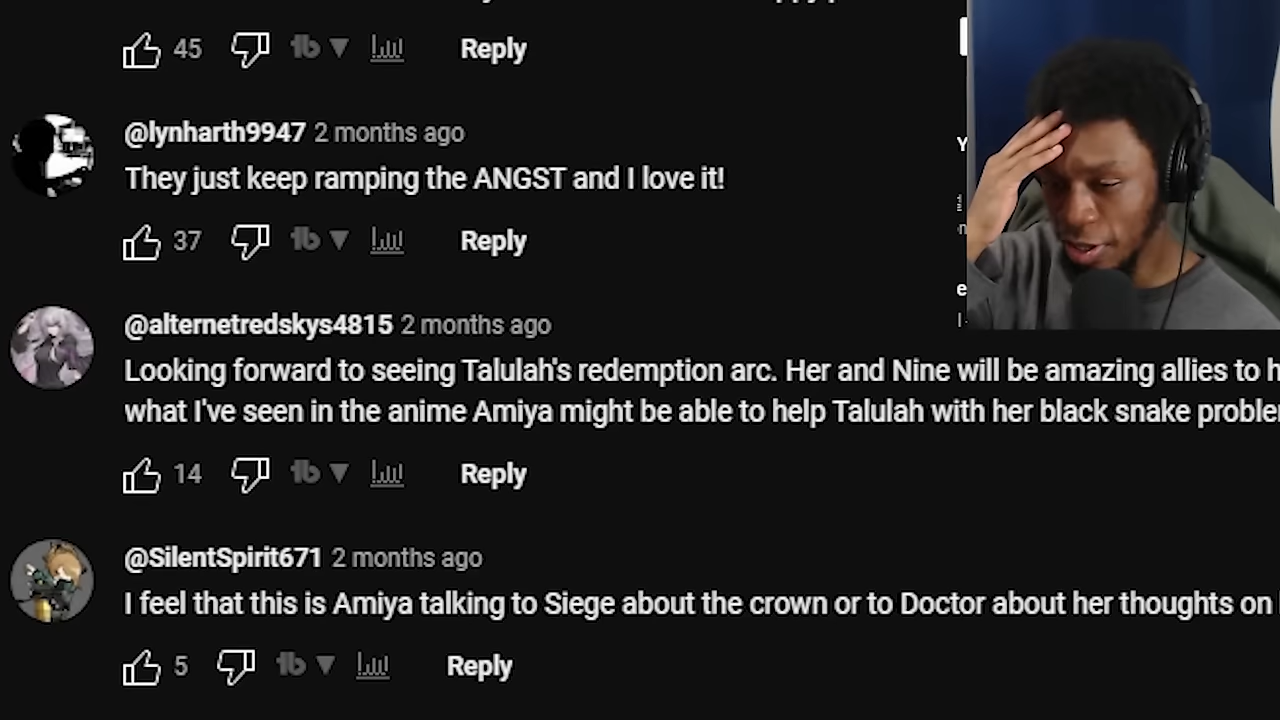 45 Reply
@lynharth9947 2 months ago
They just keep ramping the ANGST and I love it!
37 Reply
@alternetredskys4815 2 months ago
Looking forward to seeing Talulah's redemption arc. Her and Nine will be amazing allies to h
what I've seen in the anime Amiya might be able to help Talulah with her black snake proble
14 Reply
@SilentSpirit671 2 months ago
I feel that this is Amiya talking to Siege about the crown or to Doctor about her thoughts on
5 Reply